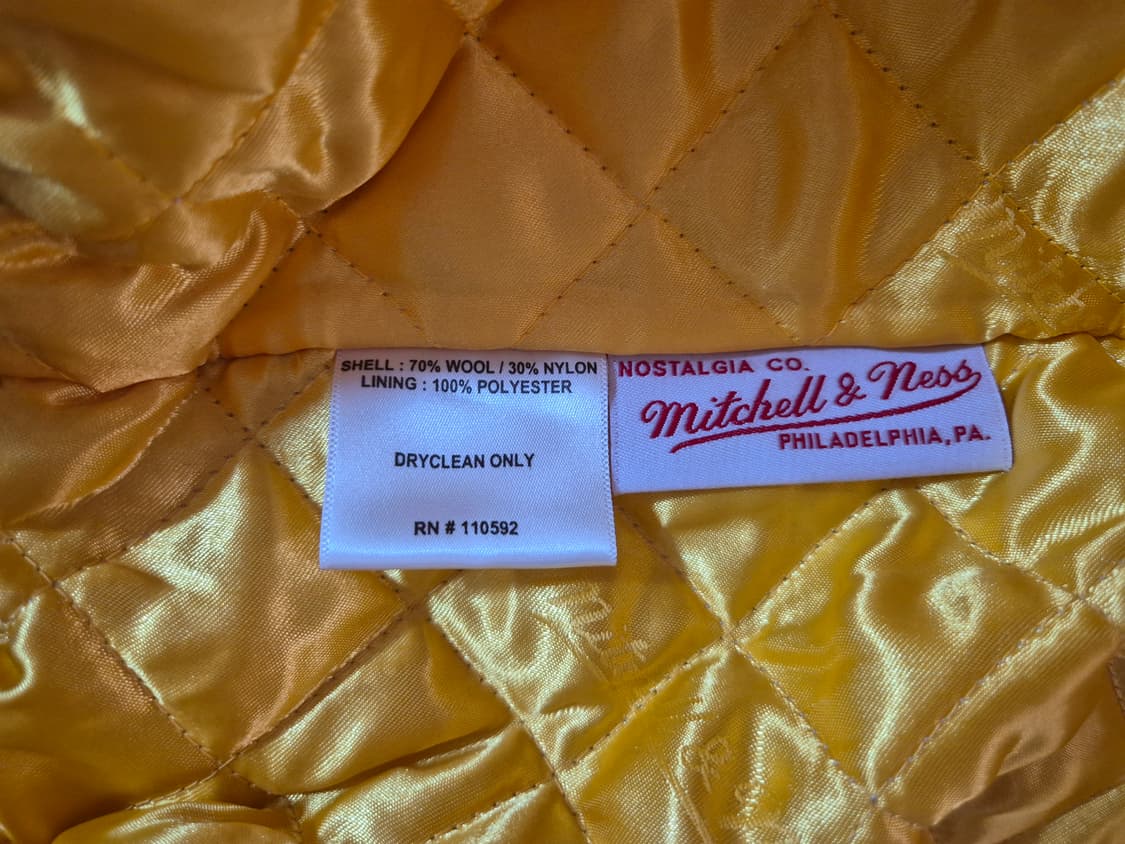 SHELL : 70% WOOL / 30% NYLON
LINING : 100% POLYESTER
DRYCLEAN ONLY
RN # 110592
NOSTALGIA CO.
Mitchell & Ness
PHILADELPHIA, PA.